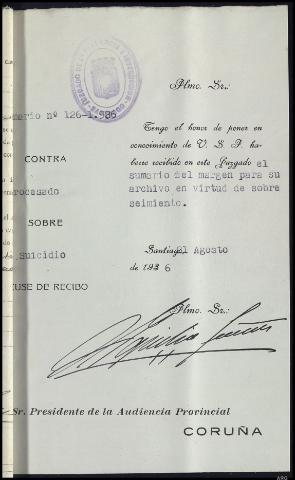 Ilmo. Sr.:
ario nº 126-1.936
Tengo el honor de poner en
conocimiento de V. S. I. ha-
berse recibido en este Juzgado el
CONTRA
sumario del margen para su
rocesado
archivo en virtud de sobre
seimiento.
SOBRE
Suicidio
Santiago 21 Agosto
de 193 6
USE DE RECIBO
Ilmo. Sr.:
Sr. Presidente de la Audiencia Provincial
CORUÑA